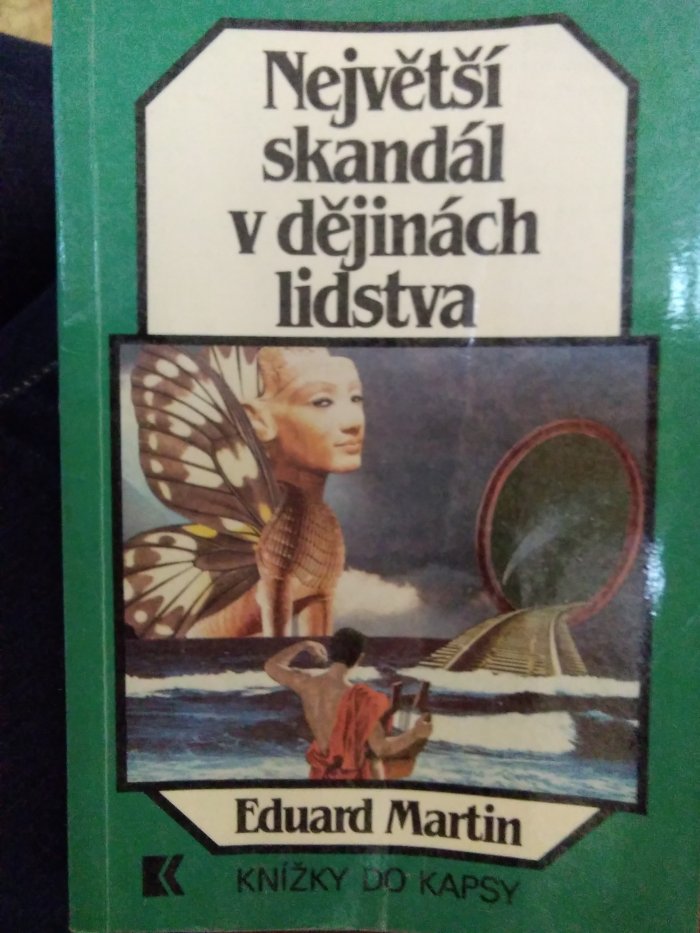 Největší
skandál
v dějinách
lidstva
Eduard Martin
KNÍŽKY DO KAPSY